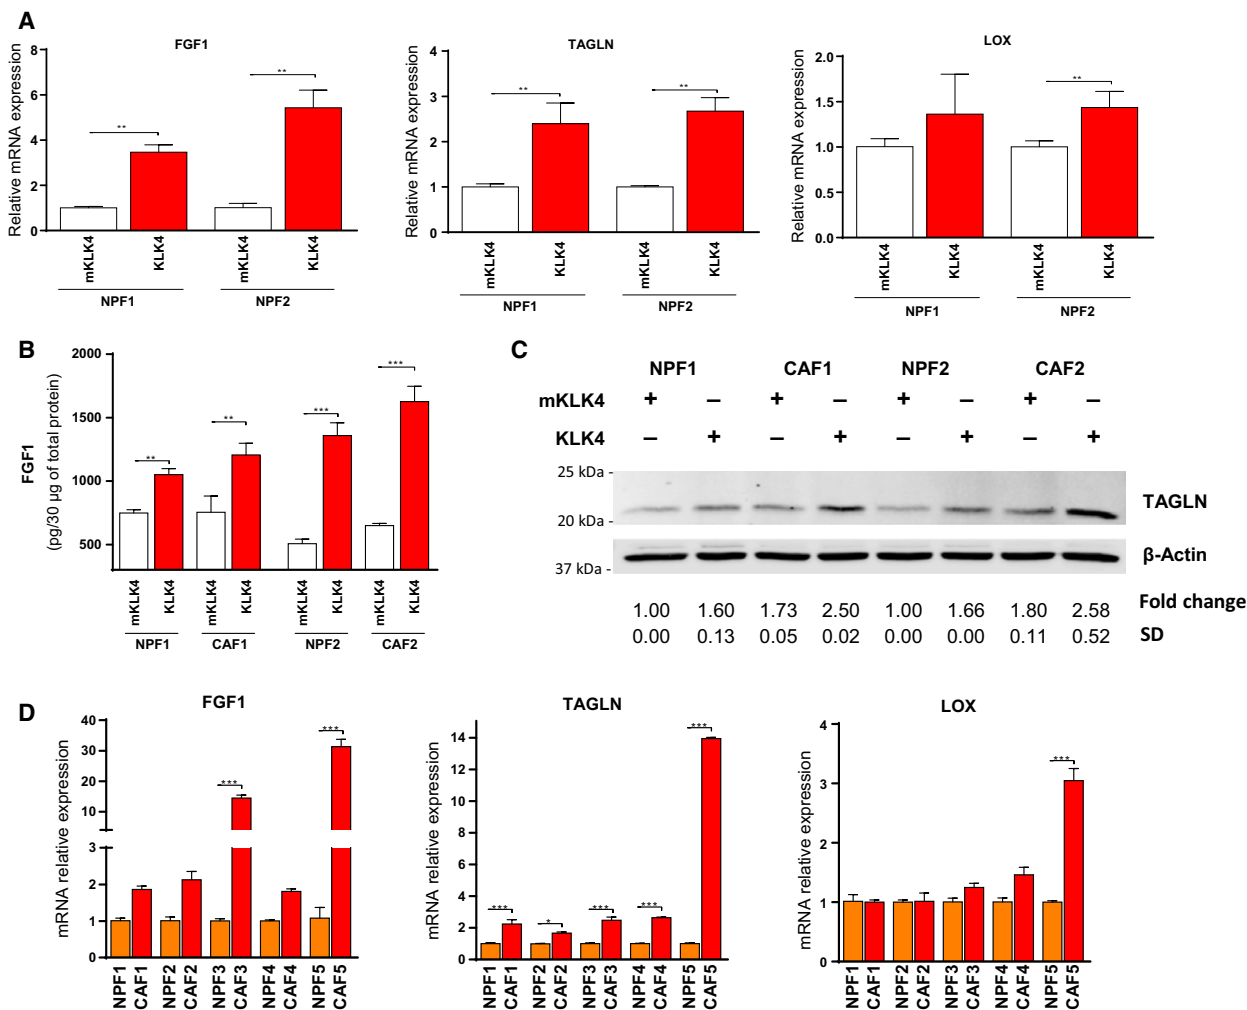 A
FGF1
Relative mRNA expression
8
6
4
2
0
**
**
mKLK4
KLK4
mKLK4
KLK4
NPF1
NPF2
TAGLN
Relative mRNA expression
4
3
2
1
0
**
**
mKLK4
KLK4
mKLK4
KLK4
NPF1
NPF2
LOX
Relative mRNA expression
2.0
1.5
1.0
0.5
0.0
**
mKLK4
KLK4
mKLK4
KLK4
NPF1
NPF2
B
FGF1
(pg/30 µg of total protein)
2000
1500
1000
500
**
**
***
***
mKLK4
KLK4
mKLK4
KLK4
mKLK4
KLK4
mKLK4
KLK4
NPF1
CAF1
NPF2
CAF2
C
NPF1 CAF1 NPF2 CAF2
mKLK4 + – + – + – + –
KLK4 – + – + – + – +
25 kDa -
20 kDa -
TAGLN
37 kDa -
β-Actin
1.00 1.60 1.73 2.50 1.00 1.66 1.80 2.58 Fold change
0.00 0.13 0.05 0.02 0.00 0.00 0.11 0.52 SD
D
FGF1
mRNA relative expression
40
30
20
10
3
2
1
0
***
***
NPF1
CAF1
NPF2
CAF2
NPF3
CAF3
NPF4
CAF4
NPF5
CAF5
TAGLN
mRNA relative expression
14
12
10
8
6
4
2
0
***
*
***
***
***
NPF1
CAF1
NPF2
CAF2
NPF3
CAF3
NPF4
CAF4
NPF5
CAF5
LOX
mRNA relative expression
4
3
2
1
0
***
NPF1
CAF1
NPF2
CAF2
NPF3
CAF3
NPF4
CAF4
NPF5
CAF5